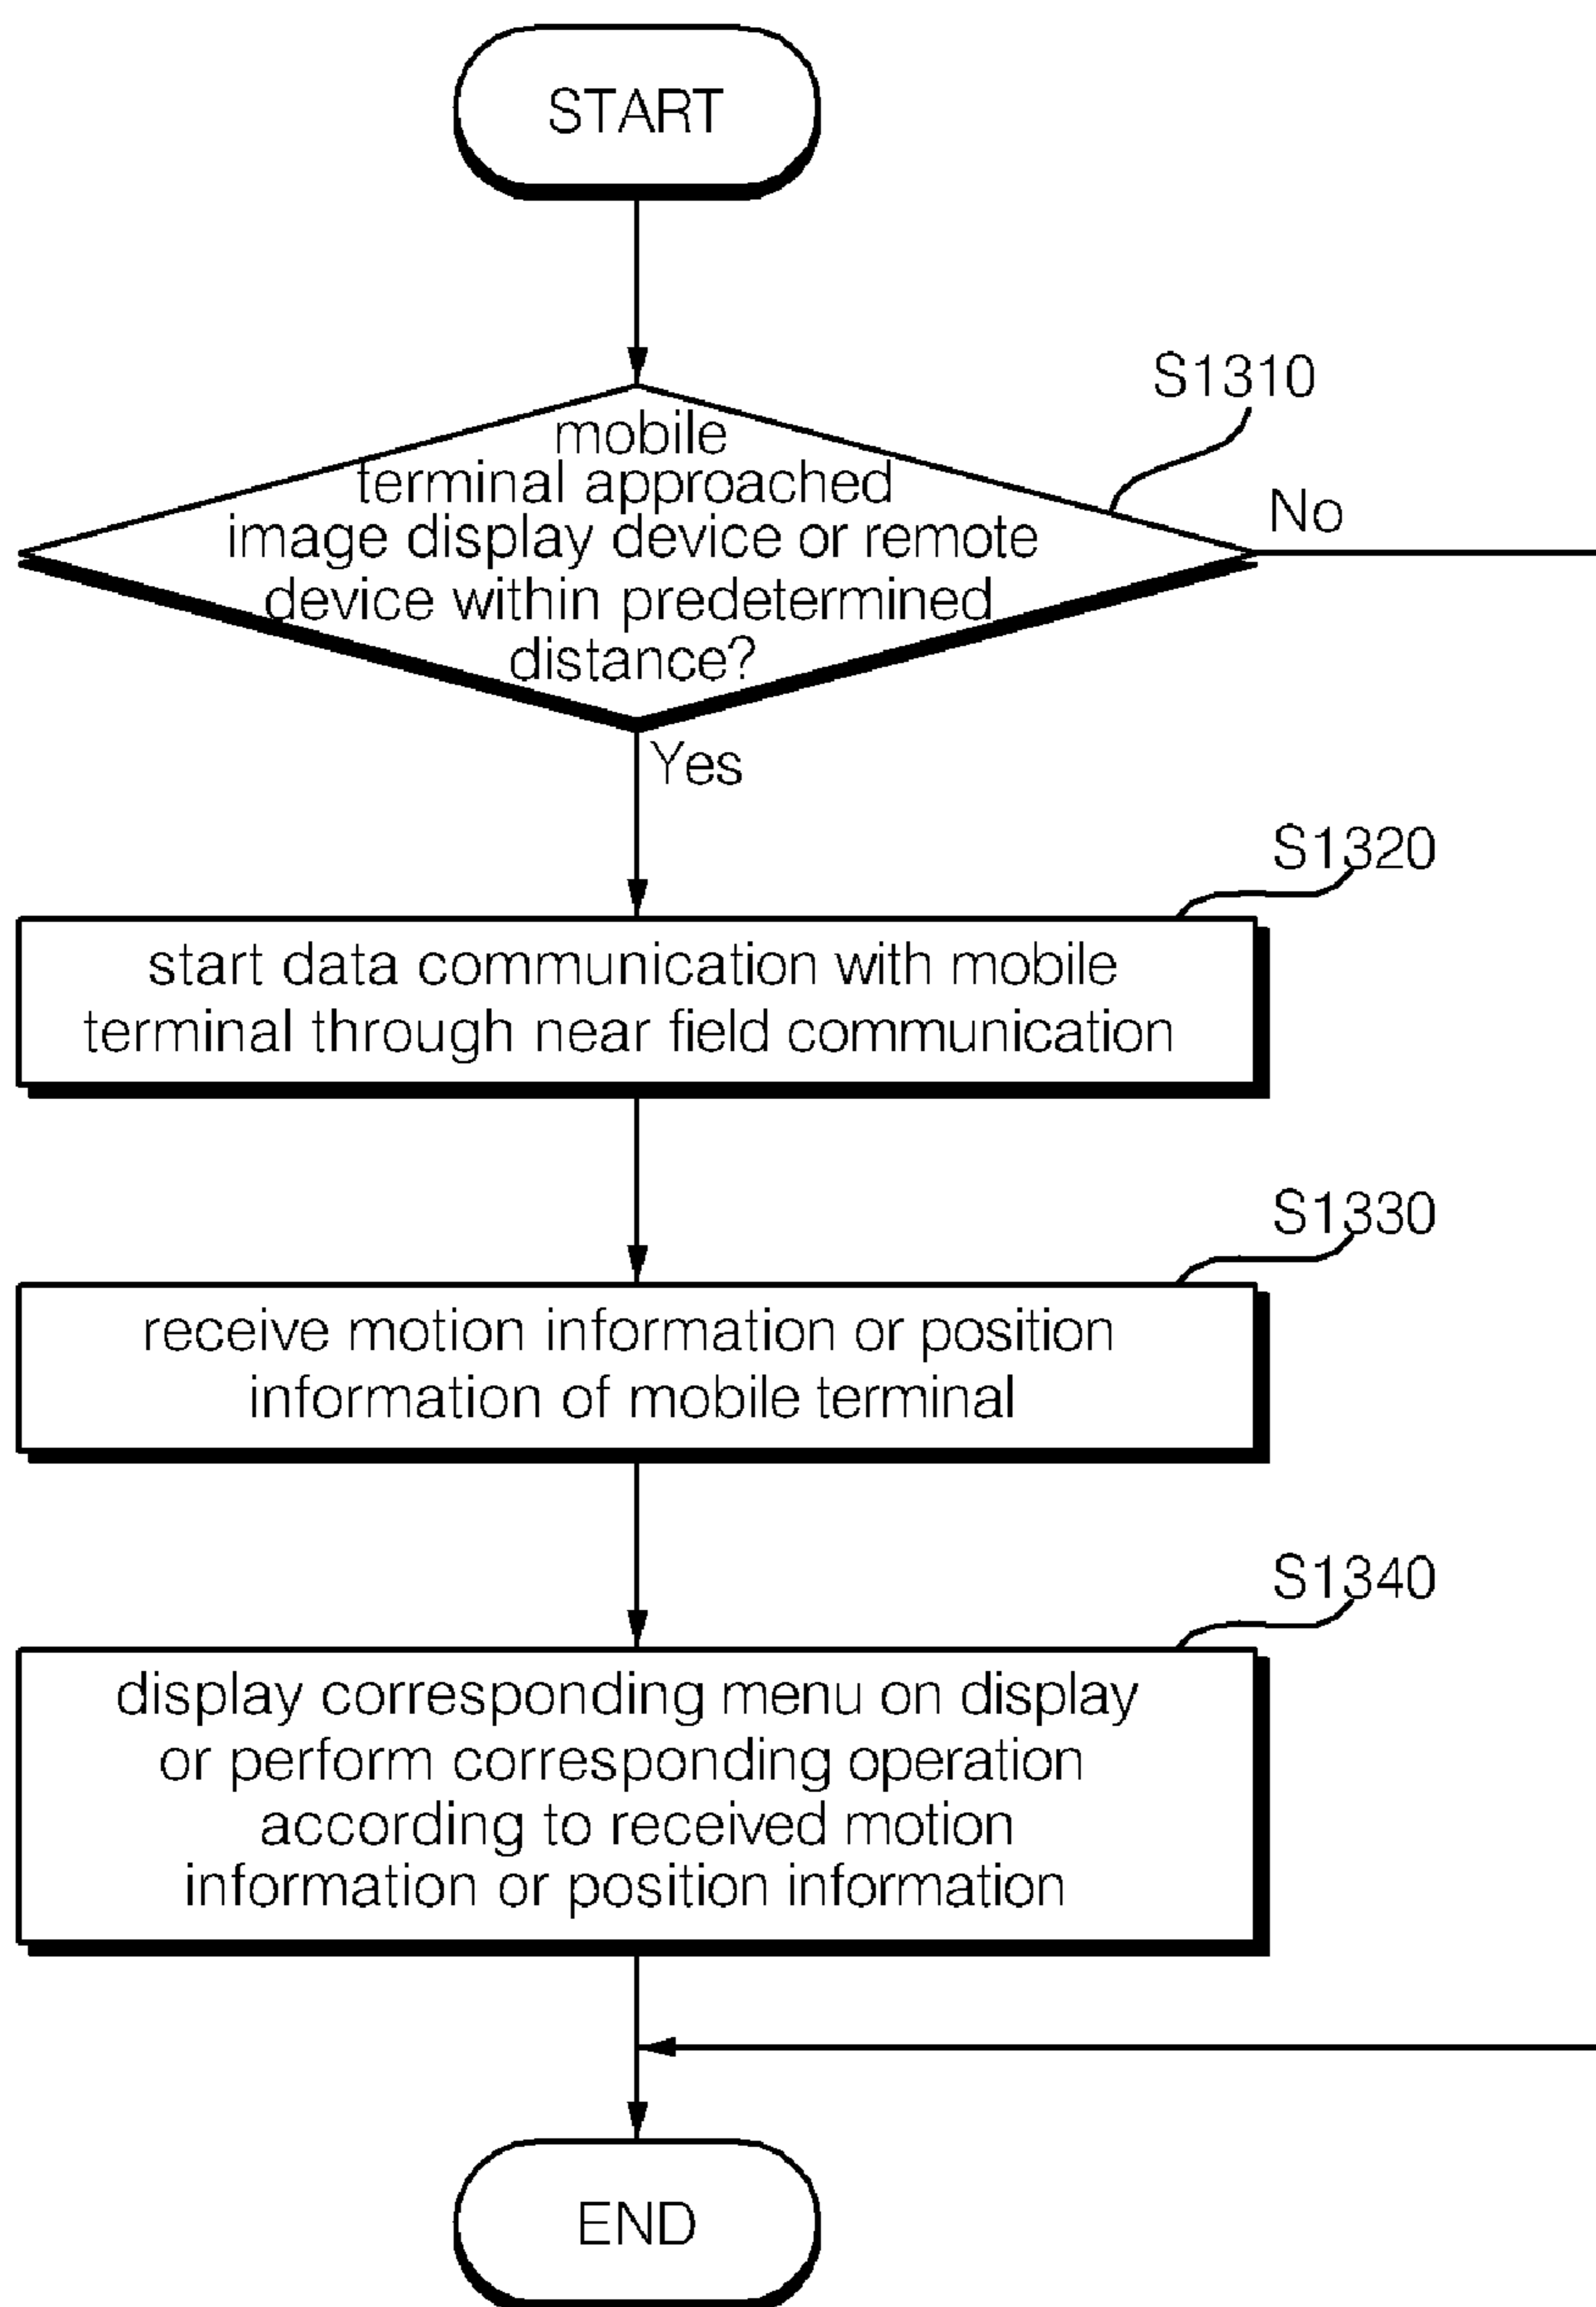 START
S1310
mobile
terminal approached
image display device or remote
device within predetermined
distance?
No
Yes
S1320
start data communication with mobile
terminal through near field communication
S1330
receive motion information or position
information of mobile terminal
S1340
display corresponding menu on display
or perform corresponding operation
according to received motion
information or position information
END